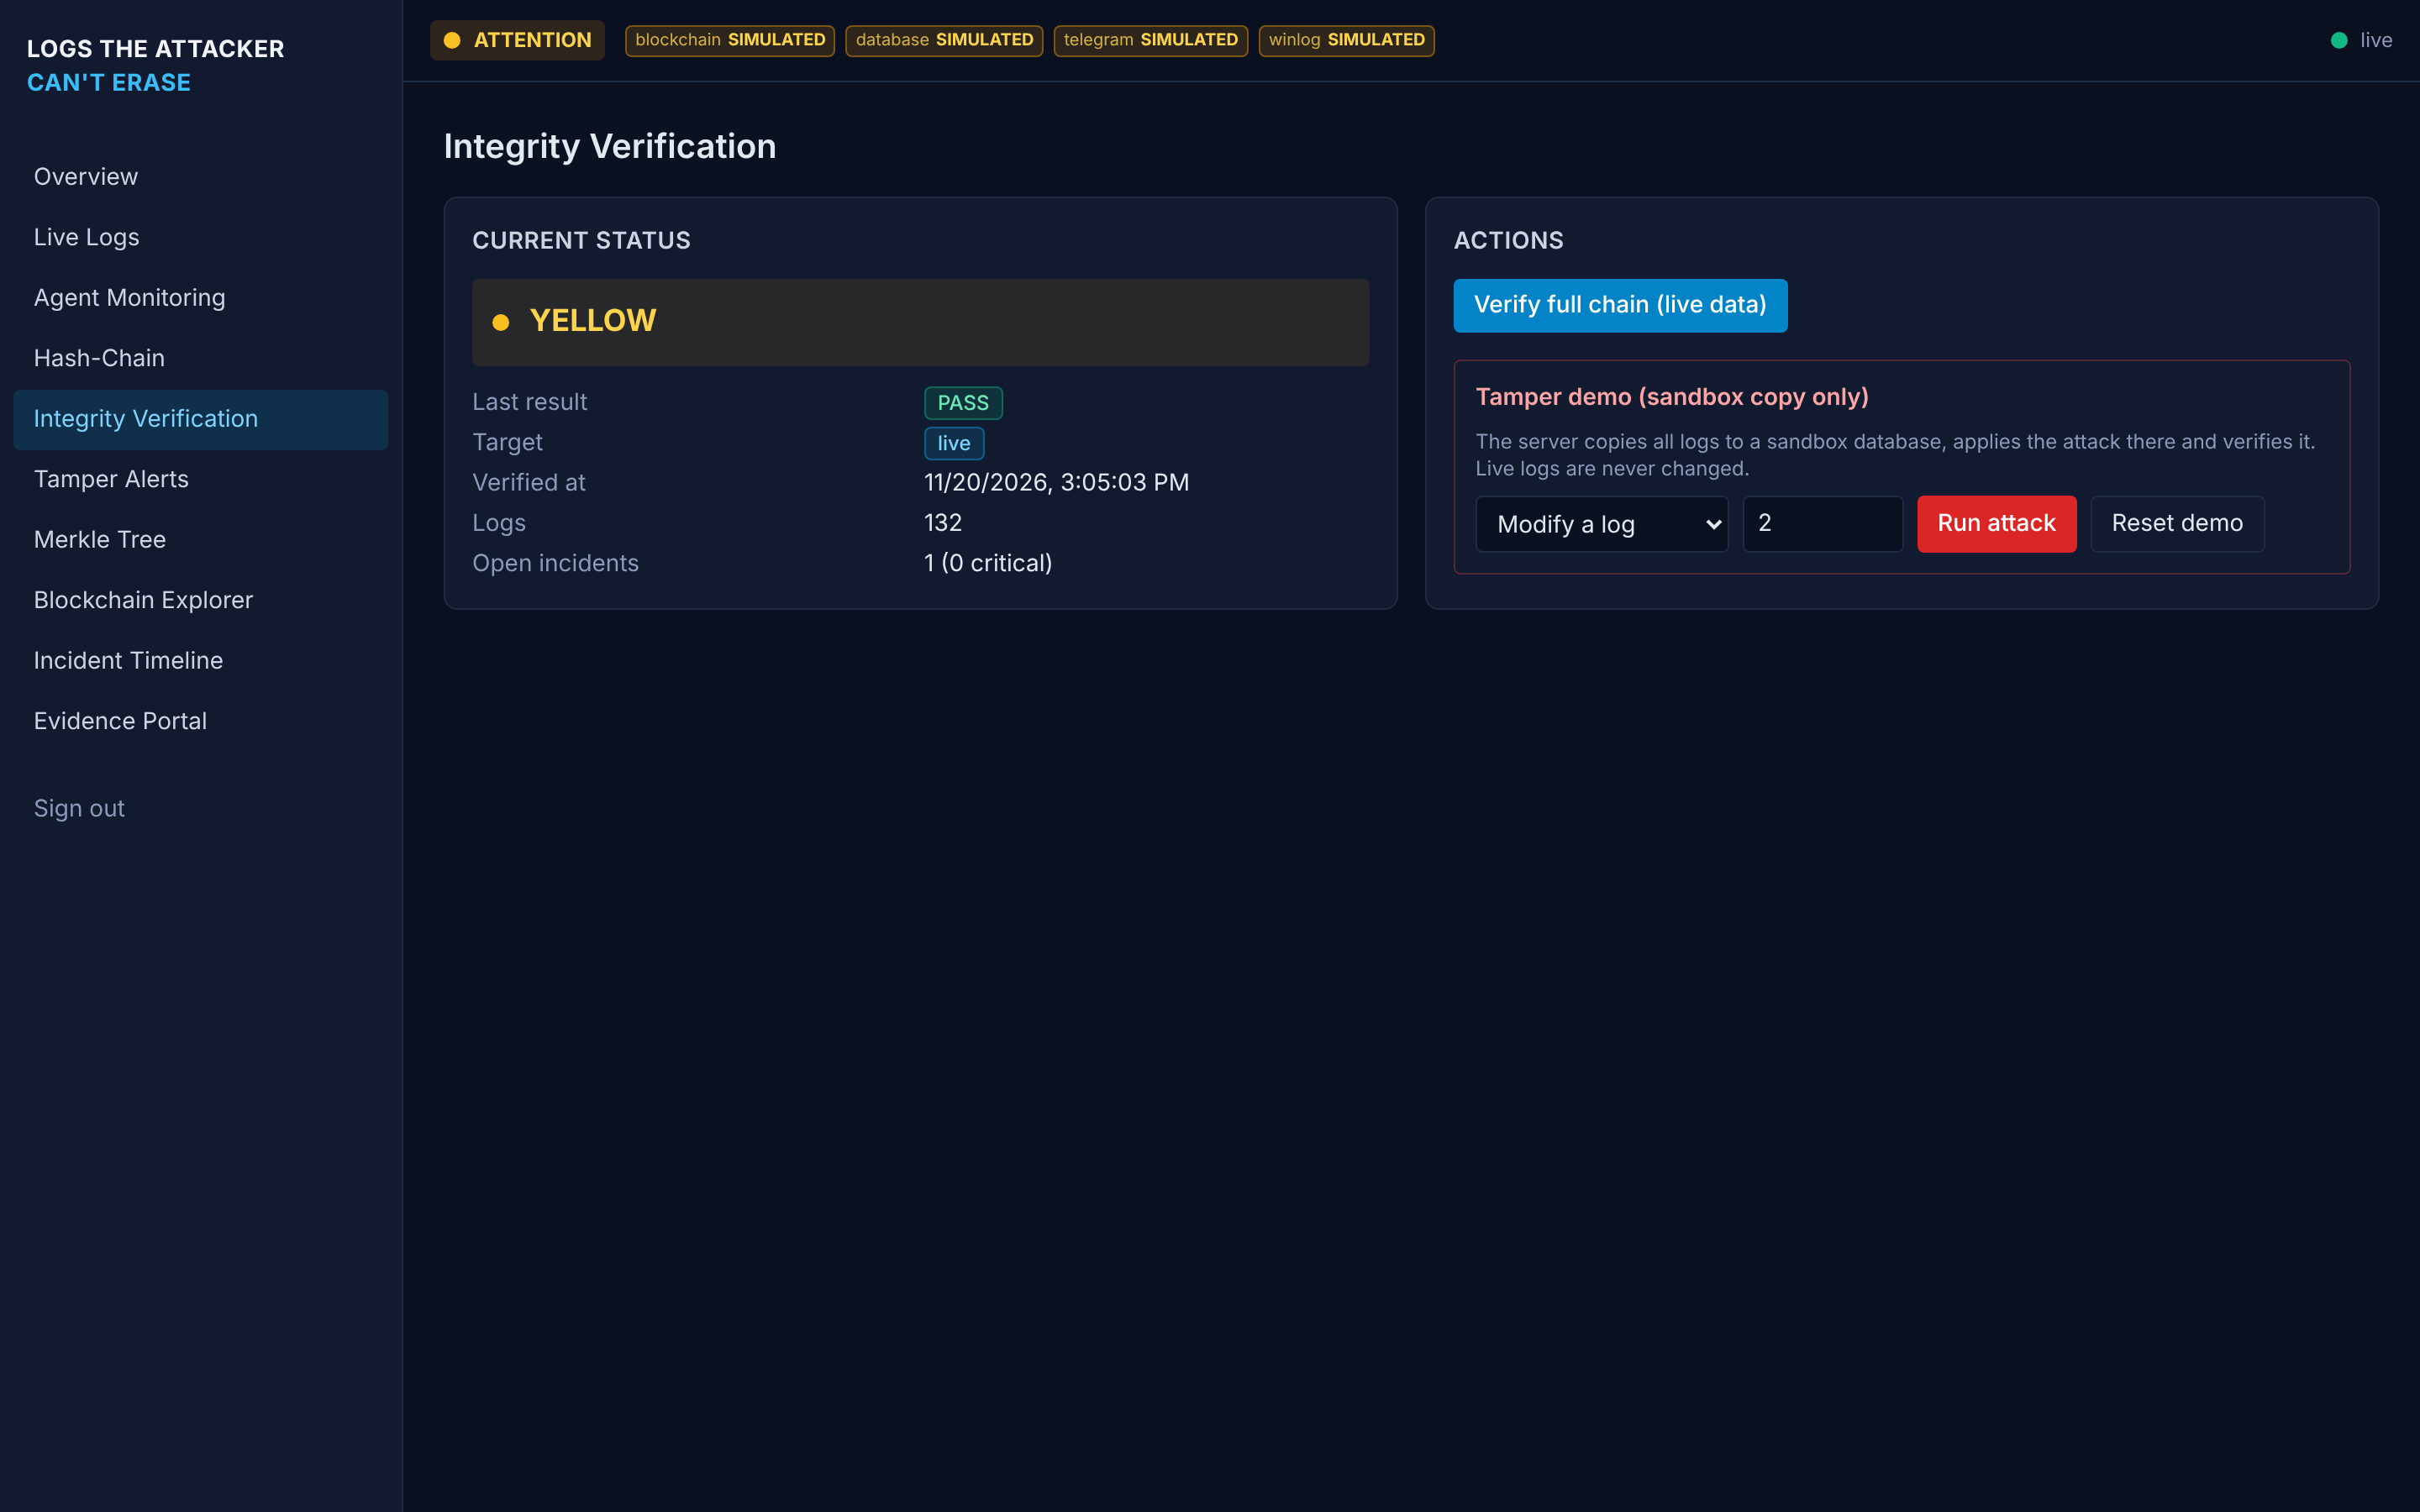 LOGS THE ATTACKER
CAN'T ERASE
Overview
Live Logs
Agent Monitoring
Hash-Chain
Integrity Verification
Tamper Alerts
Merkle Tree
Blockchain Explorer
Incident Timeline
Evidence Portal
Sign out
ATTENTION
blockchain SIMULATED
database SIMULATED
telegram SIMULATED
winlog SIMULATED
live
Integrity Verification
CURRENT STATUS
YELLOW
Last result PASS
Target live
Verified at 11/20/2026, 3:05:03 PM
Logs 132
Open incidents 1 (0 critical)
ACTIONS
Verify full chain (live data)
Tamper demo (sandbox copy only)
The server copies all logs to a sandbox database, applies the attack there and verifies it.
Live logs are never changed.
Modify a log
2
Run attack
Reset demo